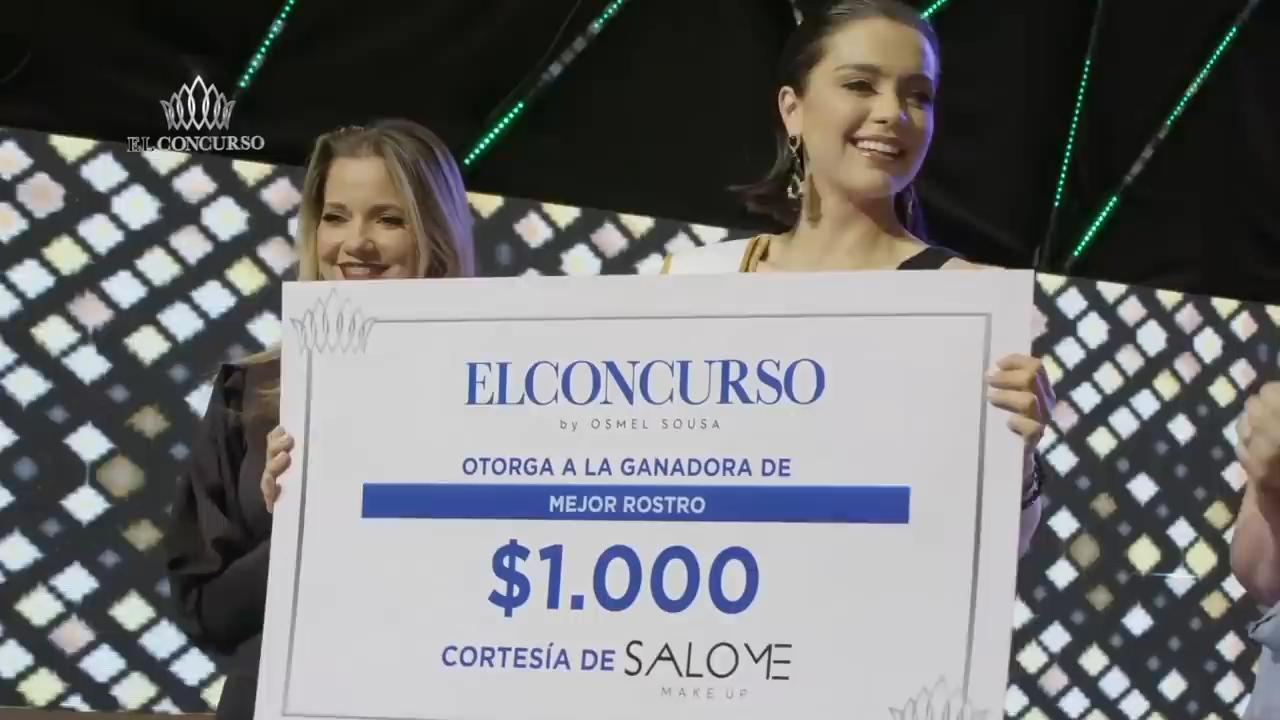 EL CONCURSO
ELCONCURSO
by OSMEL SOUSA
OTORGA A LA GANADORA DE
MEJOR ROSTRO
$1.000
CORTESÍA DE SALOME
MAKE UP